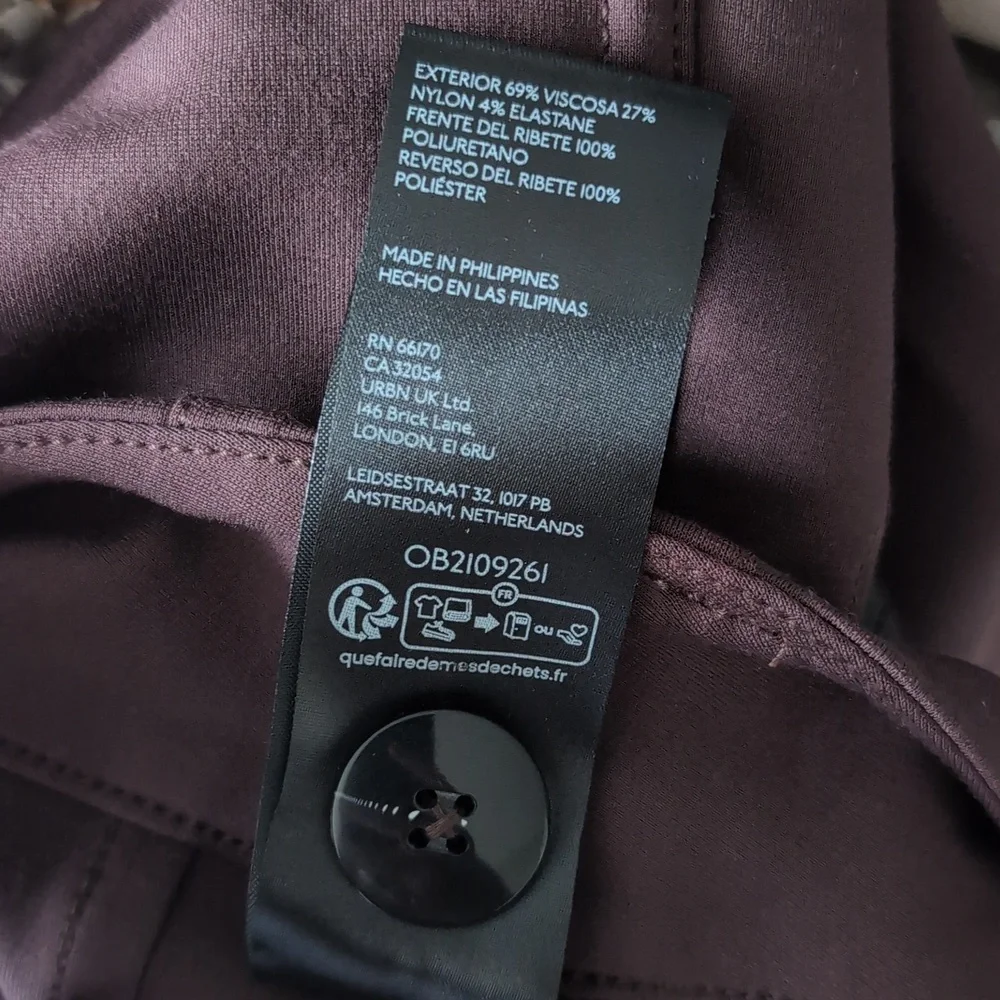 EXTERIOR 69% VISCOSA 27%
NYLON 4% ELASTANE
FRENTE DEL RIBETE 100%
POLIURETANO
REVERSO DEL RIBETE 100%
POLIÉSTER
MADE IN PHILIPPINES
HECHO EN LAS FILIPINAS
RN 66170
CA 32054
URBN UK Ltd.
146 Brick Lane,
LONDON, E1 6RU
LEIDSESTRAAT 32, 1017 PB
AMSTERDAM, NETHERLANDS
OB2109261
FR
ou
quefairedemesdechets.fr